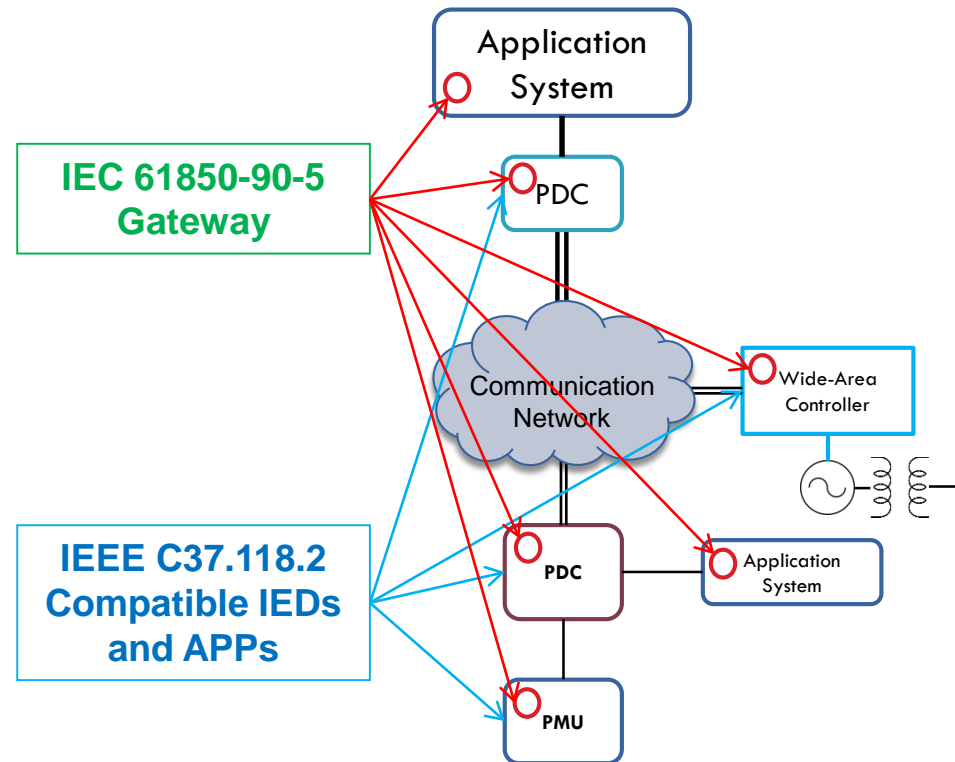 Application
System
IEC 61850-90-5
Gateway
PDC
Communication
Network
Wide-Area
Controller
IEEE C37.118.2
Compatible IEDs
and APPs
PDC
Application
System
PMU